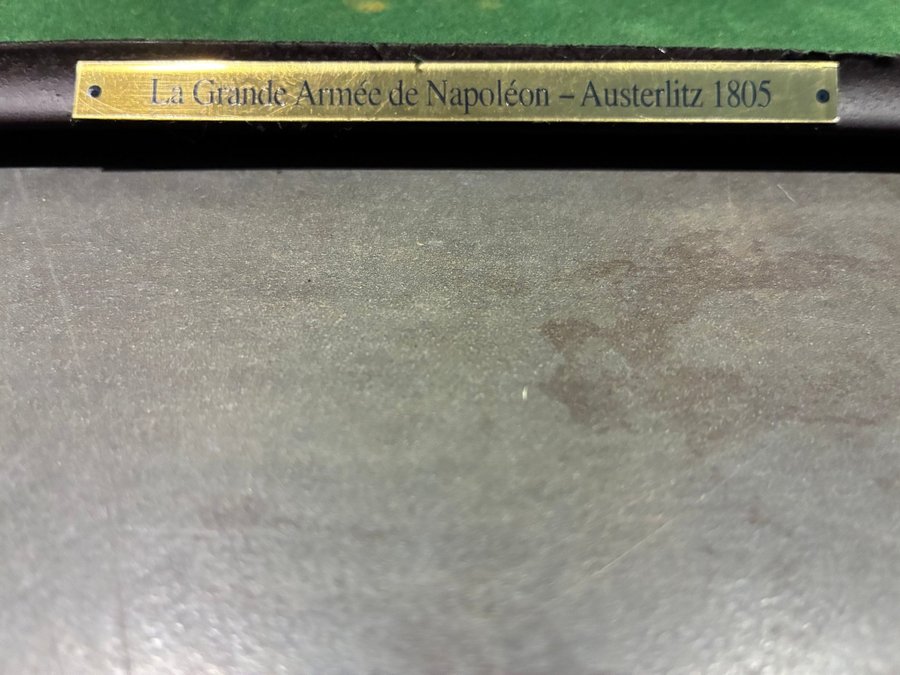 La Grande Armée de Napoléon – Austerlitz 1805